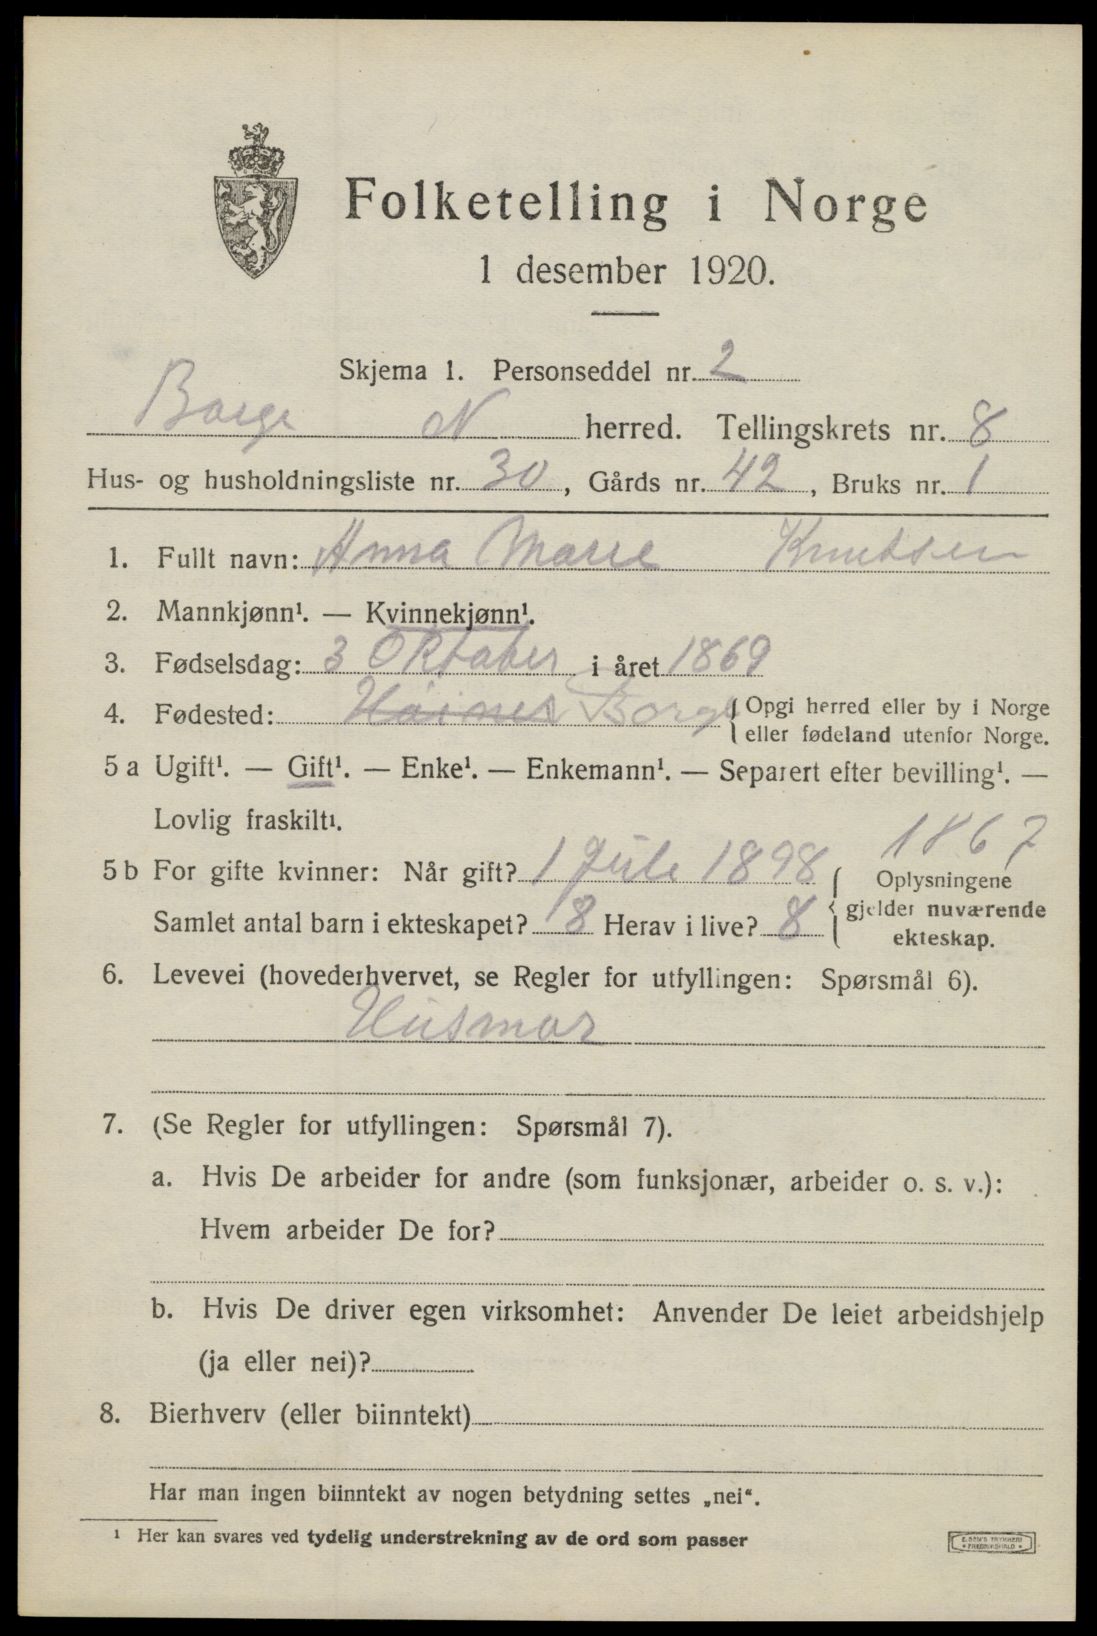 Folketelling i Norge
1 desember 1920.
Skjema 1. Personseddel nr. 2
Borge N herred. Tellingskrets nr. 8
Hus- og husholdningsliste nr. 30, Gårds nr. 42, Bruks nr. 1
1. Fullt navn: Anna Marie Knutsen
2. Mannkjønn¹. — Kvinnekjønn¹.
3. Fødselsdag: 3 Oktober i året 1869
4. Fødested: Borge { Opgi herred eller by i Norge
eller fødeland utenfor Norge.
5 a Ugift¹. — Gift¹. — Enke¹. — Enkemann¹. — Separert efter bevilling¹. —
Lovlig fraskilt¹.
1867
5 b For gifte kvinner: Når gift? 1 Juli 1898 { Oplysningene
Samlet antal barn i ekteskapet? 8 Herav i live? 8 gjelder nuværende
ekteskap.
6. Levevei (hovederhvervet, se Regler for utfyllingen: Spørsmål 6).
Husmor
7. (Se Regler for utfyllingen: Spørsmål 7).
a. Hvis De arbeider for andre (som funksjonær, arbeider o. s. v.):
Hvem arbeider De for?
b. Hvis De driver egen virksomhet: Anvender De leiet arbeidshjelp
(ja eller nei)?
8. Bierhverv (eller biinntekt)
Har man ingen biinntekt av nogen betydning settes „nei“.
¹ Her kan svares ved tydelig understrekning av de ord som passer